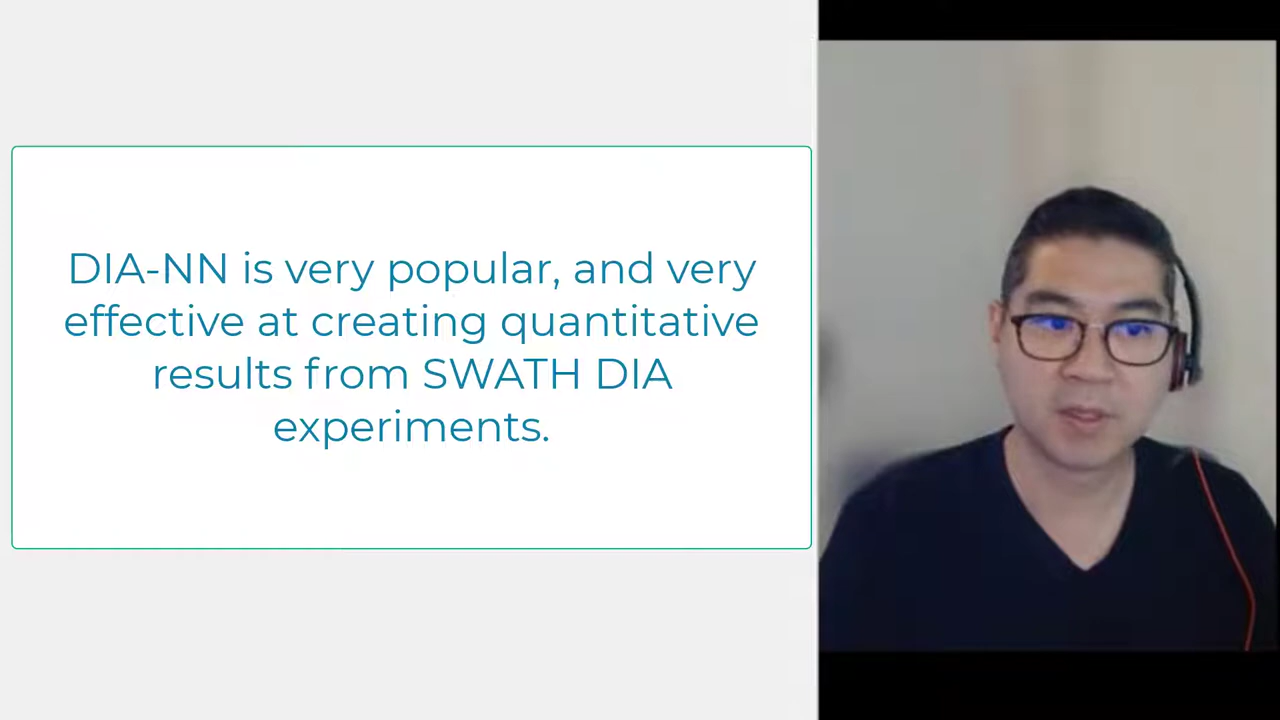 DIA-NN is very popular, and very
effective at creating quantitative
results from SWATH DIA
experiments.